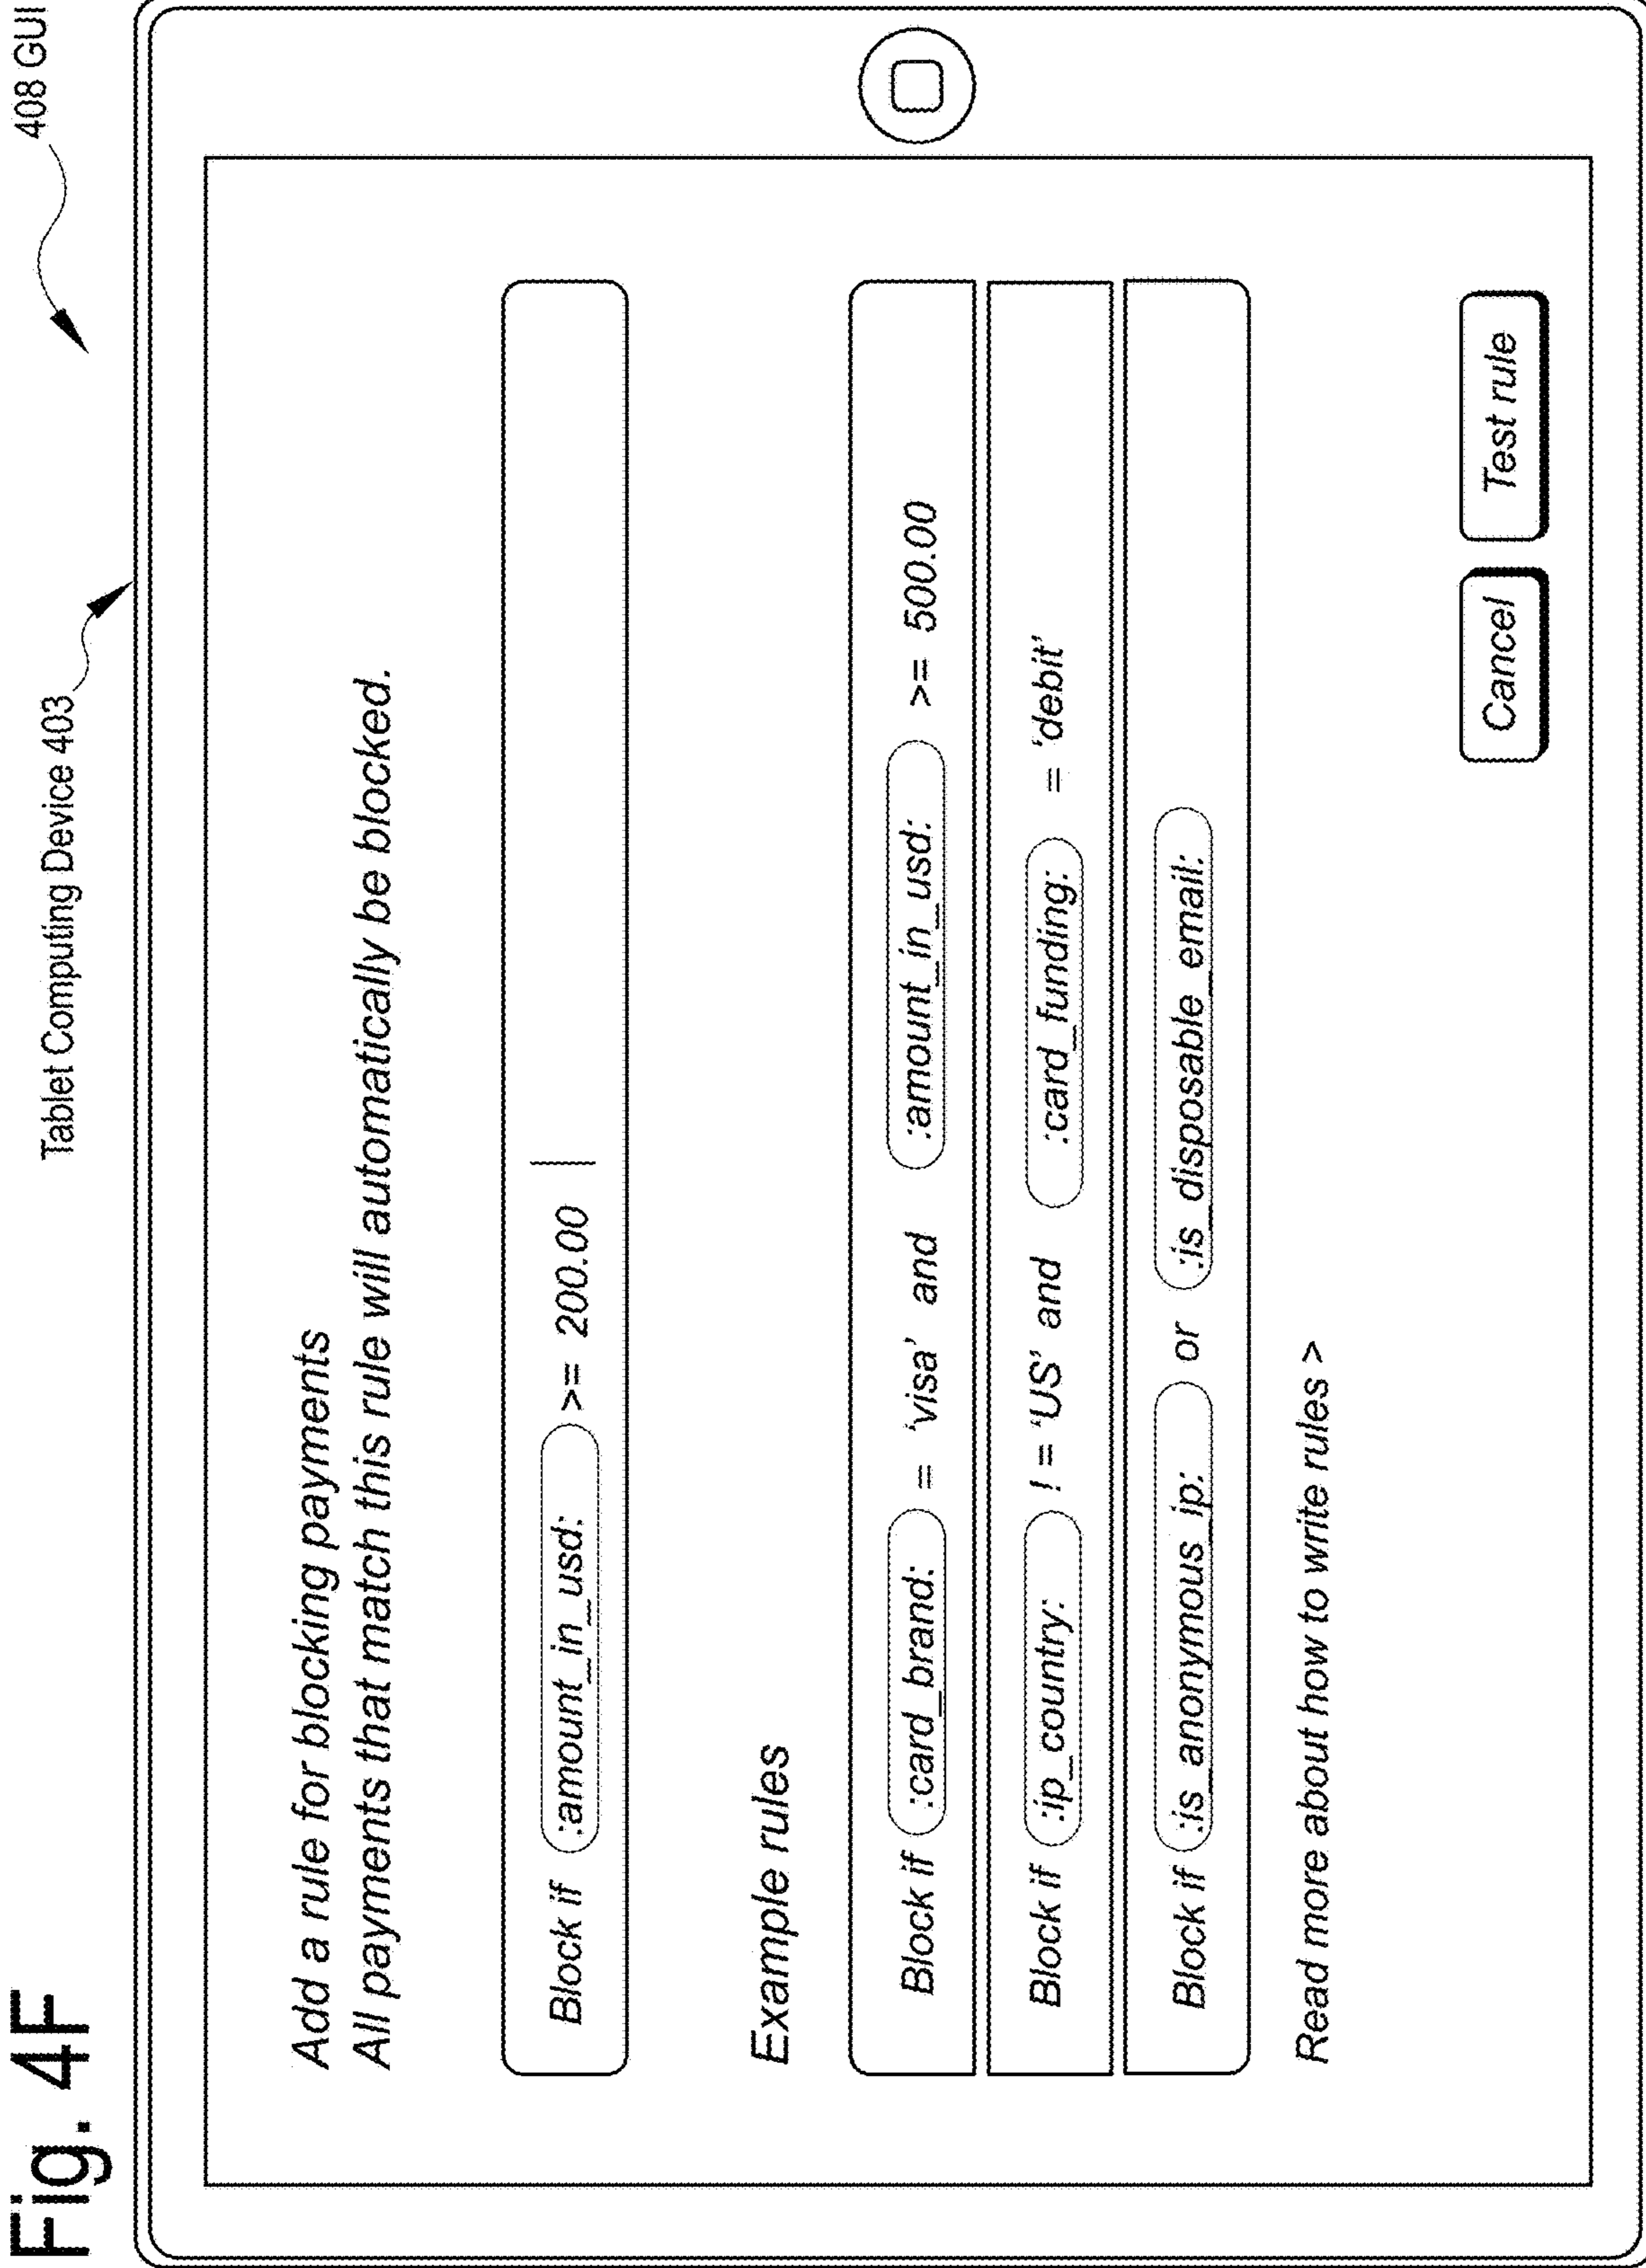 Fig. 4F
Tablet Computing Device 403
408 GUI
Add a rule for blocking payments
All payments that match this rule will automatically be blocked.
Block if :amount_in_usd: >= 200.00
Example rules
Block if :card_brand: = ‘visa’ and :amount_in_usd: >= 500.00
Block if :ip_country: ! = ‘US’ and :card_funding: = ‘debit’
Block if :is_anonymous_ip: or :is_disposable_email:
Read more about how to write rules >
Cancel
Test rule